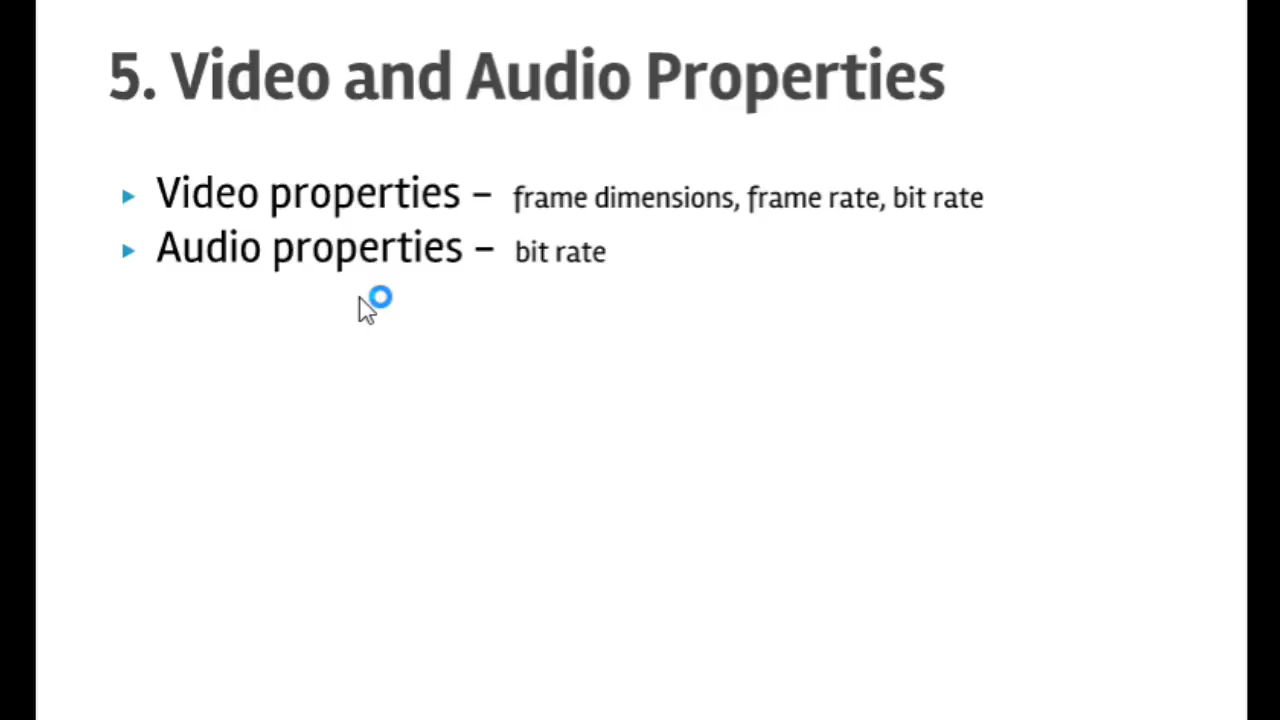 5. Video and Audio Properties
Video properties – frame dimensions, frame rate, bit rate
Audio properties – bit rate